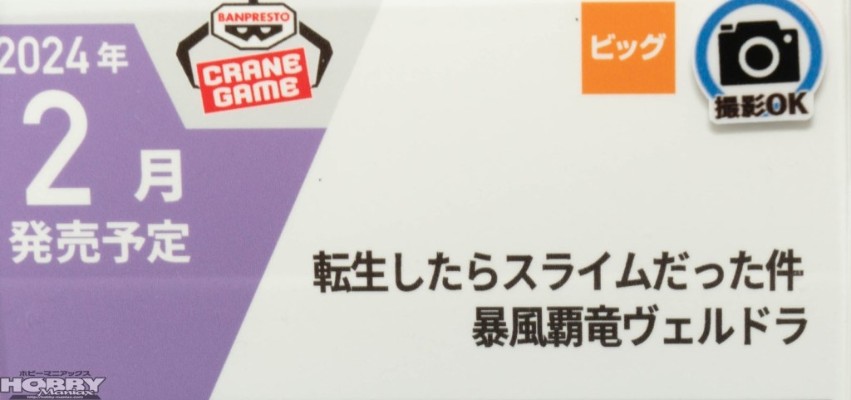 BANPRESTO
CRANE
GAME
2024年
2月
発売予定
ビッグ
撮影OK
転生したらスライムだった件
暴風覇竜ヴェルドラ
ホビーマニアックス
HOBBY
Maniax